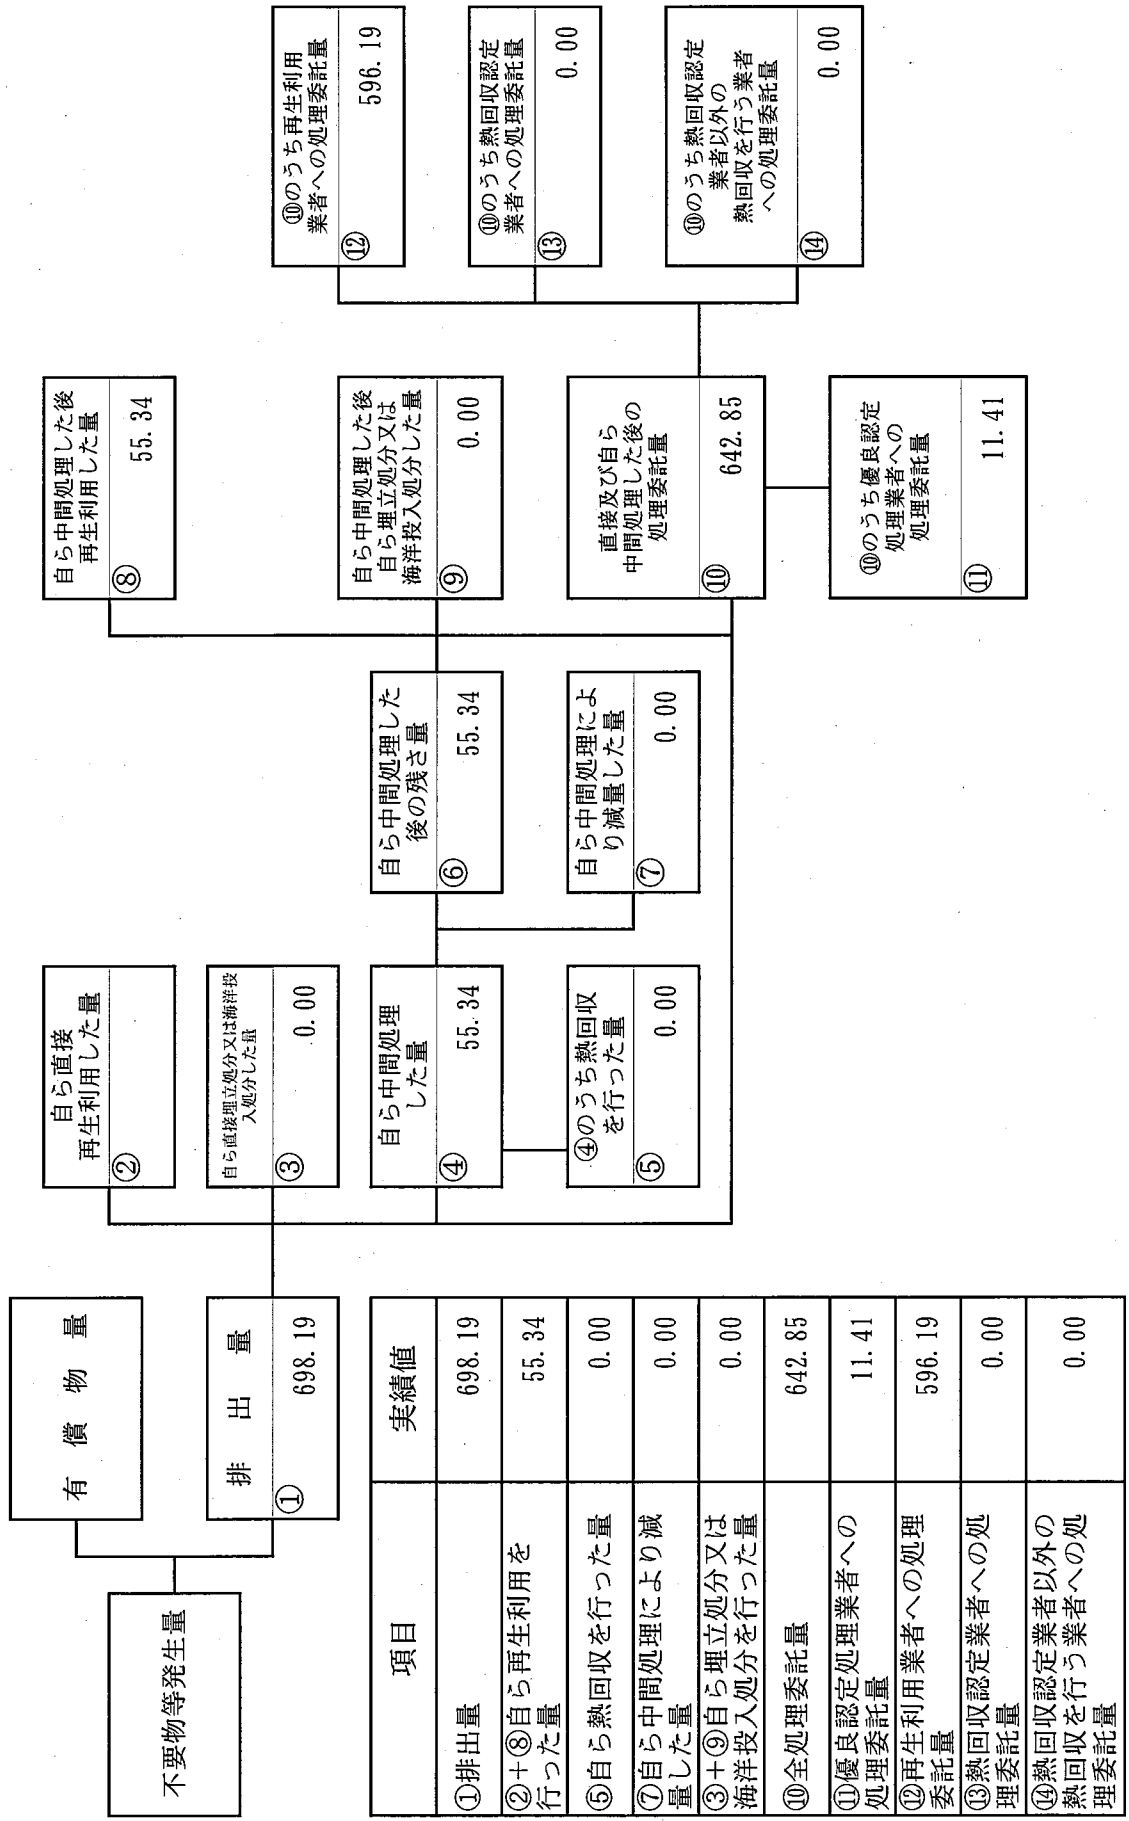 不要物等発生量
有償物量
排出量
①
698.19
自ら直接
再生利用した量
②
自ら直接埋立処分又は海洋投
入処分した量
③
0.00
自ら中間処理
した量
④
55.34
④のうち熱回収
を行った量
⑤
0.00
自ら中間処理した
後の残さ量
⑥
55.34
自ら中間処理によ
り減量した量
⑦
0.00
自ら中間処理した後
再生利用した量
⑧
55.34
自ら中間処理した後
自ら埋立処分又は
海洋投入処分した量
⑨
0.00
直接及び自ら
中間処理した後の
処理委託量
⑩
642.85
⑩のうち優良認定
処理業者への
処理委託量
⑪
11.41
⑩のうち再生利用
業者への処理委託量
⑫
596.19
⑩のうち熱回収認定
業者への処理委託量
⑬
0.00
⑩のうち熱回収認定
業者以外の
熱回収を行う業者
への処理委託量
⑭
0.00
項目 実績値
①排出量 698.19
②+⑧自ら再生利用を
行った量 55.34
⑤自ら熱回収を行った量 0.00
⑦自ら中間処理により減
量した量 0.00
③+⑨自ら埋立処分又は
海洋投入処分を行った量 0.00
⑩全処理委託量 642.85
⑪優良認定処理業者への
処理委託量 11.41
⑫再生利用業者への処理
委託量 596.19
⑬熱回収認定業者への処
理委託量 0.00
⑭熱回収認定業者以外の
熱回収を行う業者への処
理委託量 0.00